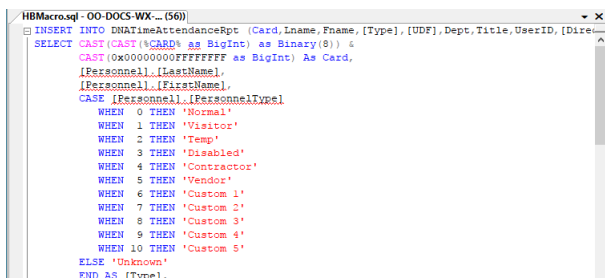 HBMacro.sql - OO-DOCS-WX-... (56))
INSERT INTO DNATimeAttendanceRpt (Card,Lname,Fname,[Type],[UDF],Dept,Title,UserID,[Dire
SELECT CAST(CAST(%CARD% as BigInt) as Binary(8)) &
CAST(0x00000000FFFFFFFF as BigInt) As Card,
[Personnel].[LastName],
[Personnel].[FirstName],
CASE [Personnel].[PersonnelType]
WHEN 0 THEN 'Normal'
WHEN 1 THEN 'Visitor'
WHEN 2 THEN 'Temp'
WHEN 3 THEN 'Disabled'
WHEN 4 THEN 'Contractor'
WHEN 5 THEN 'Vendor'
WHEN 6 THEN 'Custom 1'
WHEN 7 THEN 'Custom 2'
WHEN 8 THEN 'Custom 3'
WHEN 9 THEN 'Custom 4'
WHEN 10 THEN 'Custom 5'
ELSE 'Unknown'
END AS [Type],